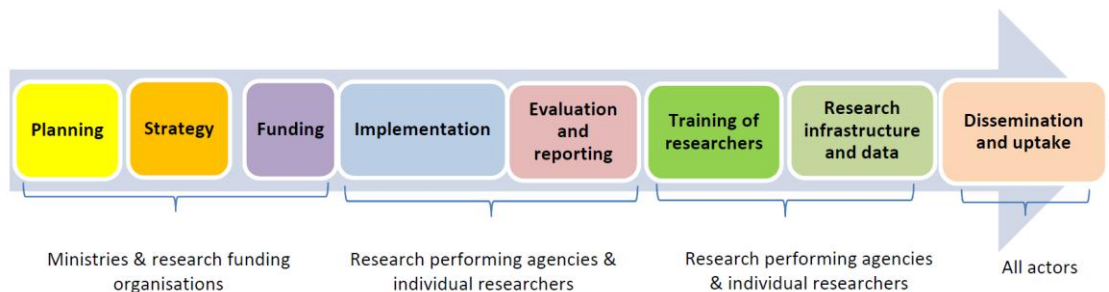 Planning
Strategy
Funding
Implementation
Evaluation
and
reporting
Training of
researchers
Research
infrastructure
and data
Dissemination
and uptake
Ministries & research funding
organisations
Research performing agencies &
individual researchers
Research performing agencies
& individual researchers
All actors